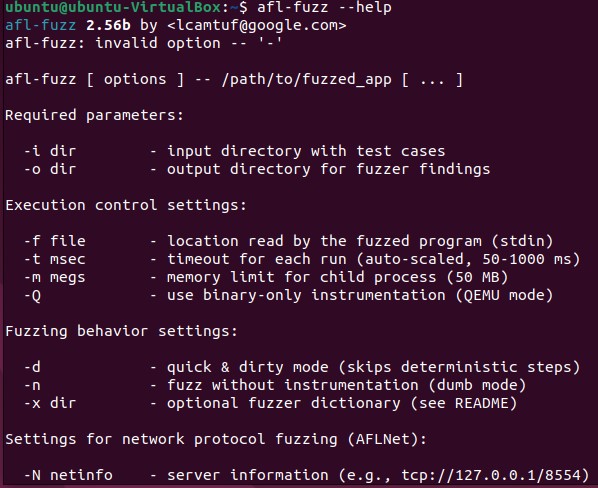 ubuntu@ubuntu-VirtualBox:~$ afl-fuzz --help
afl-fuzz 2.56b by <lcamtuf@google.com>
afl-fuzz: invalid option -- '-'
afl-fuzz [ options ] -- /path/to/fuzzed_app [ ... ]
Required parameters:
-i dir - input directory with test cases
-o dir - output directory for fuzzer findings
Execution control settings:
-f file - location read by the fuzzed program (stdin)
-t msec - timeout for each run (auto-scaled, 50-1000 ms)
-m megs - memory limit for child process (50 MB)
-Q - use binary-only instrumentation (QEMU mode)
Fuzzing behavior settings:
-d - quick & dirty mode (skips deterministic steps)
-n - fuzz without instrumentation (dumb mode)
-x dir - optional fuzzer dictionary (see README)
Settings for network protocol fuzzing (AFLNet):
-N netinfo - server information (e.g., tcp://127.0.0.1/8554)